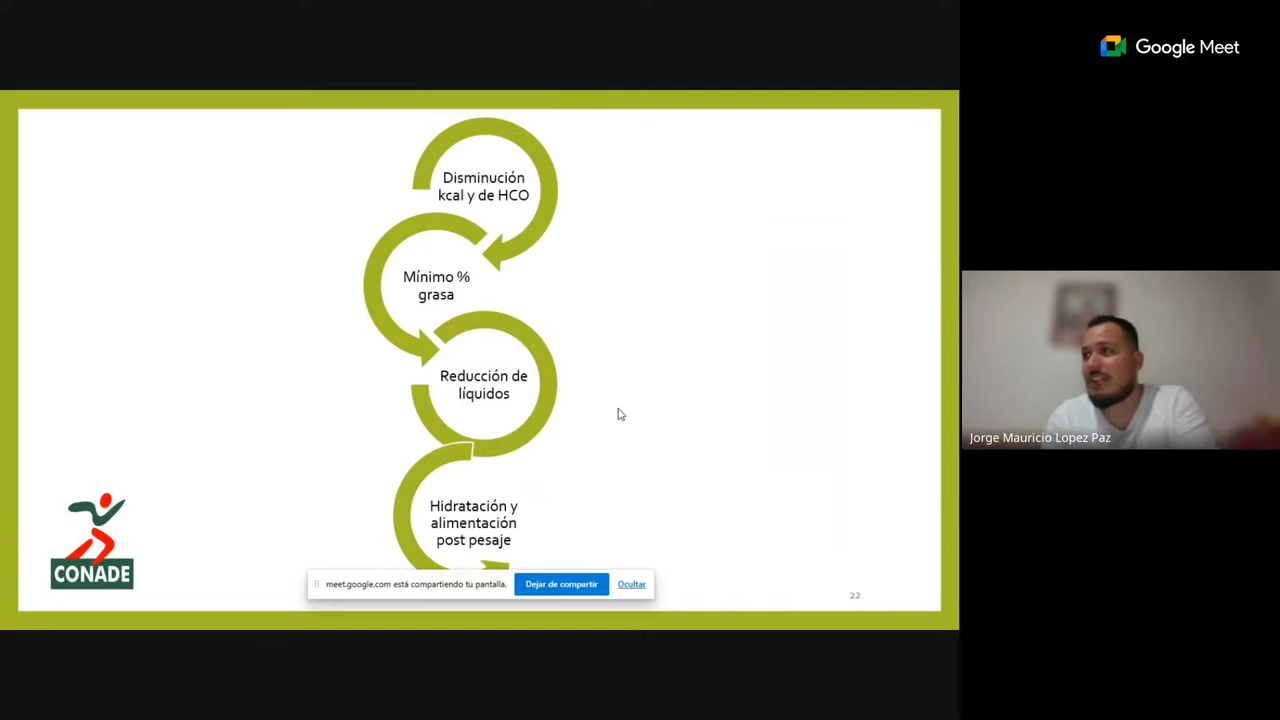 Google Meet
Disminución
kcal y de HCO
Mínimo %
grasa
Reducción de
líquidos
Hidratación y
alimentación
post pesaje
Jorge Mauricio Lopez Paz
CONADE
meet.google.com está compartiendo tu pantalla.
Dejar de compartir
Ocultar
22